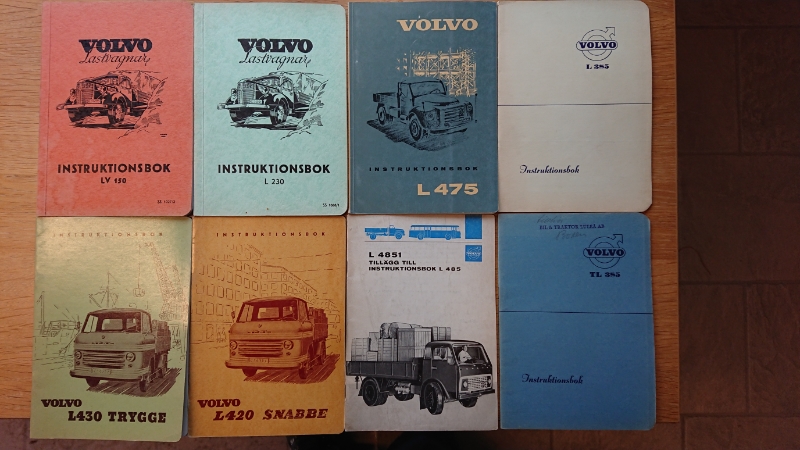 VOLVO
Lastvagnar
INSTRUKTIONSBOK
LV 150
VOLVO
Lastvagnar
INSTRUKTIONSBOK
L 230
VOLVO
INSTRUKTIONSBOK
L 475
VOLVO
L 385
Instruktionsbok
INSTRUKTIONSBOK
VOLVO
L430 TRYGGE
INSTRUKTIONSBOK
VOLVO
L420 SNABBE
VOLVO
L 4851
TILLÄGG TILL
INSTRUKTIONSBOK L 485
VOLVO
TL 385
Instruktionsbok